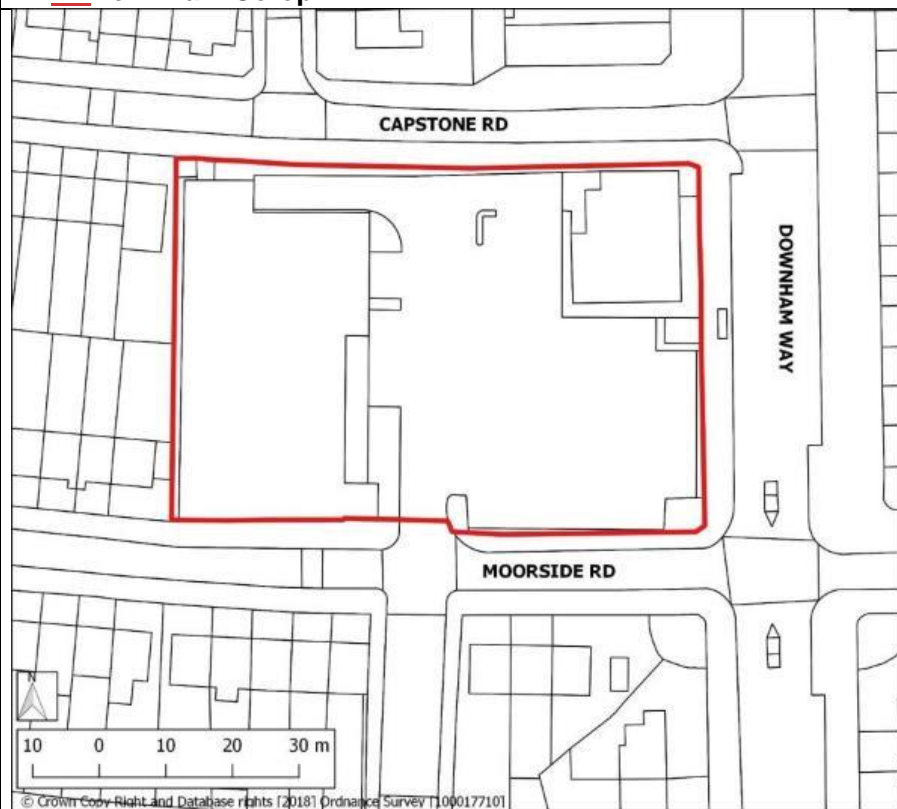 CAPSTONE RD
DOWNHAM WAY
MOORSIDE RD
N
10 0 10 20 30 m
© Crown Copy Right and Database rights [2018] Ordnance Survey [100017710]